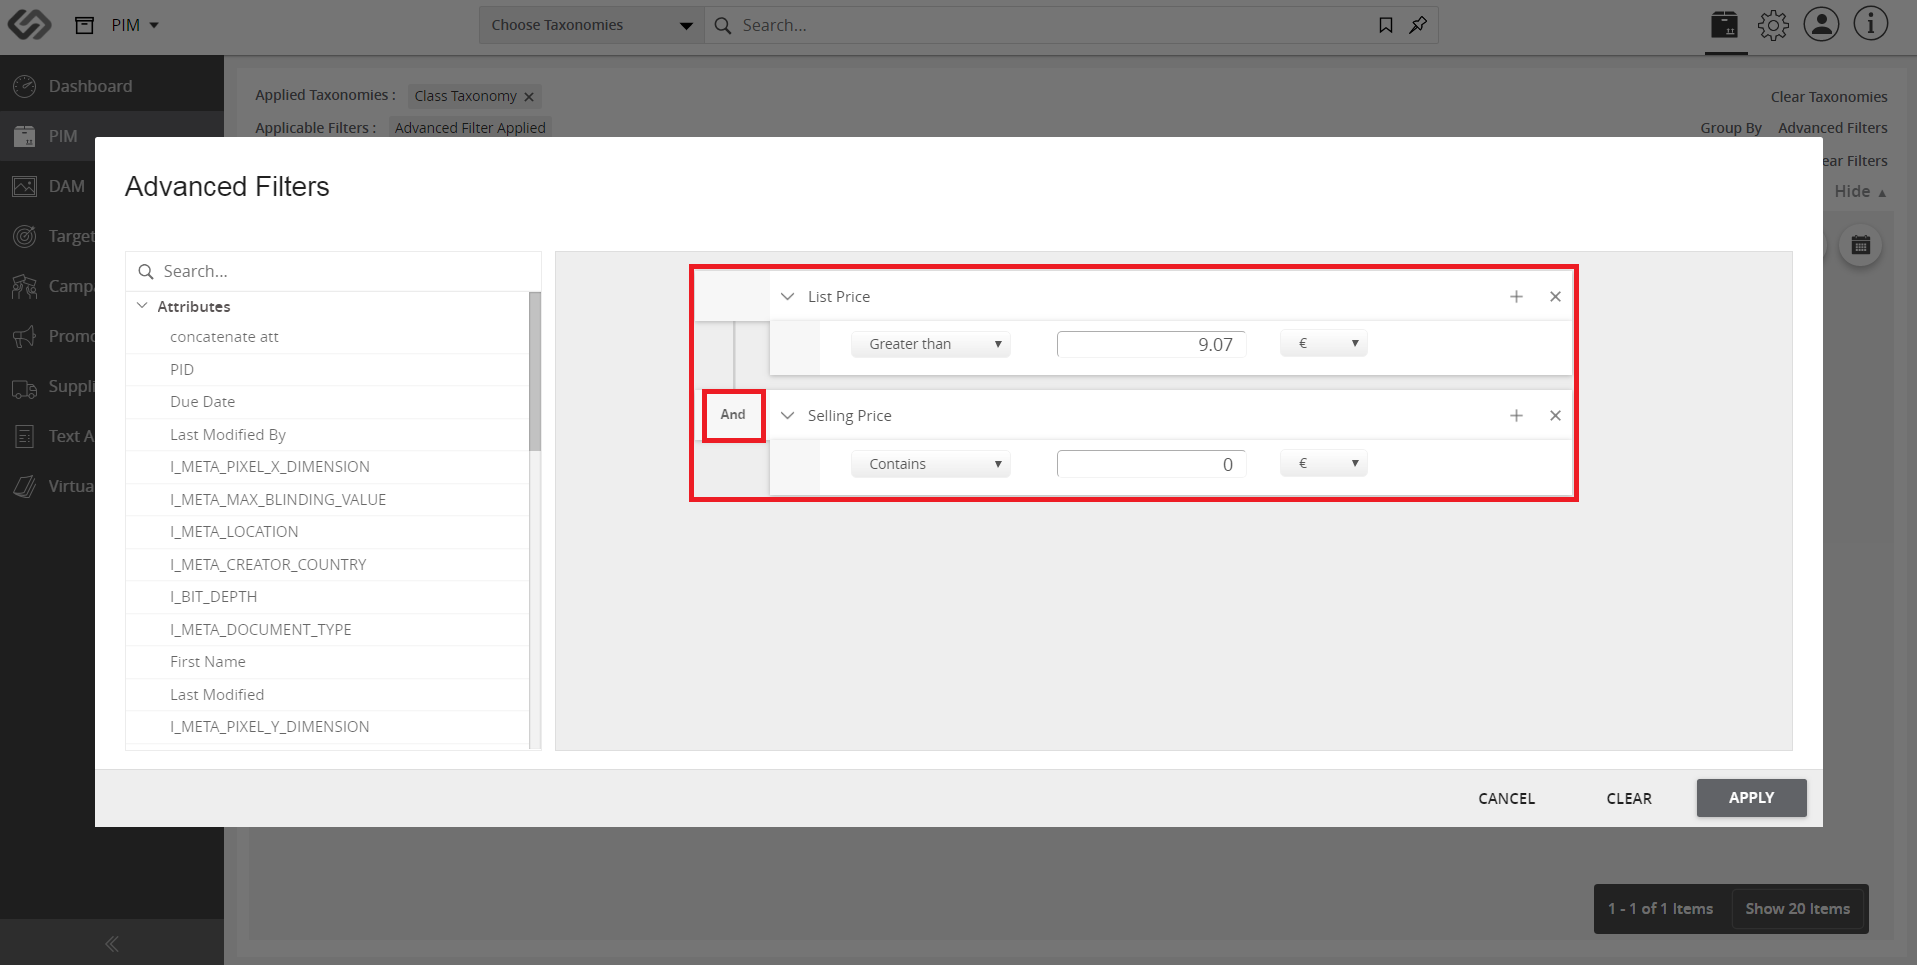 PIM
Choose Taxonomies
Search...
Dashboard
PIM
DAM
Target
Campa
Promo
Suppli
Text A
Virtua
Applied Taxonomies :
Class Taxonomy
Clear Taxonomies
Applicable Filters :
Advanced Filter Applied
Group By
Advanced Filters
ear Filters
Hide
Advanced Filters
Search...
Attributes
concatenate att
PID
Due Date
Last Modified By
I_META_PIXEL_X_DIMENSION
I_META_MAX_BLINDING_VALUE
I_META_LOCATION
I_META_CREATOR_COUNTRY
I_BIT_DEPTH
I_META_DOCUMENT_TYPE
First Name
Last Modified
I_META_PIXEL_Y_DIMENSION
List Price
Greater than
9.07
€
And
Selling Price
Contains
0
€
CANCEL
CLEAR
APPLY
1 - 1 of 1 Items
Show 20 Items